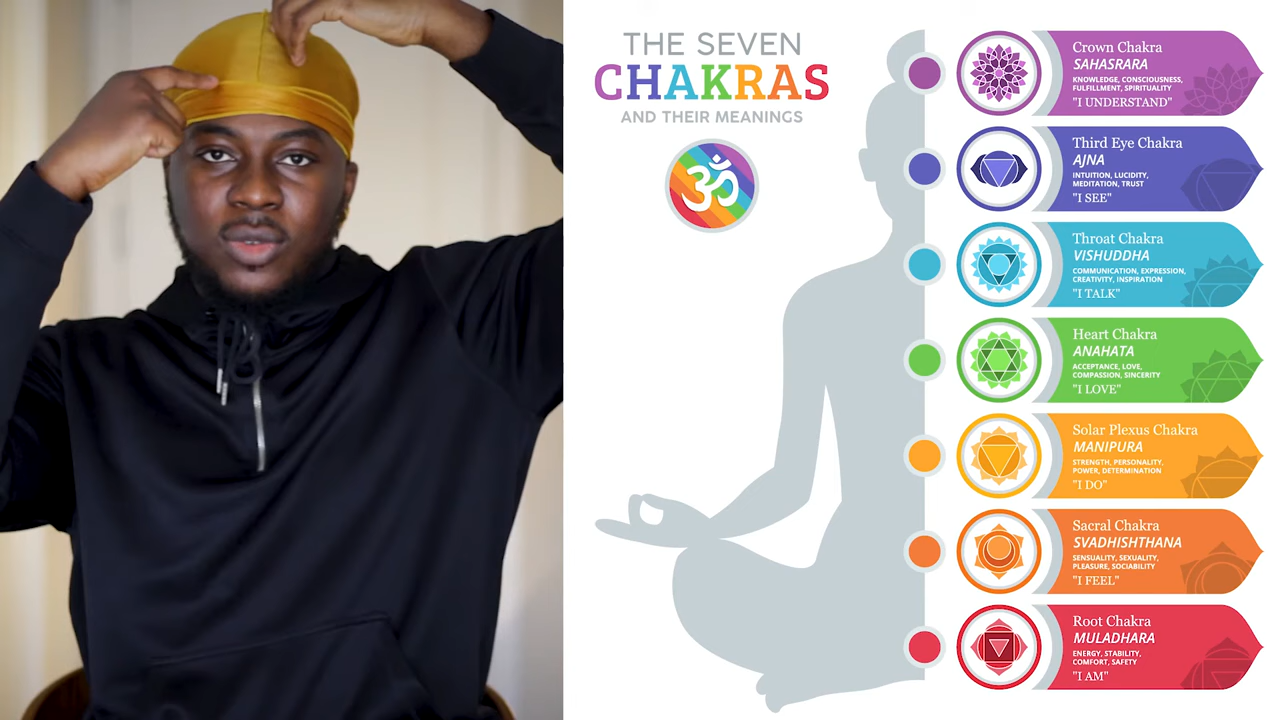 THE SEVEN
CHAKRAS
AND THEIR MEANINGS
ॐ
Crown Chakra
SAHASRARA
KNOWLEDGE, CONSCIOUSNESS,
FULFILLMENT, SPIRITUALITY
"I UNDERSTAND"
Third Eye Chakra
AJNA
INTUITION, LUCIDITY,
MEDITATION, TRUST
"I SEE"
Throat Chakra
VISHUDDHA
COMMUNICATION, EXPRESSION,
CREATIVITY, INSPIRATION
"I TALK"
Heart Chakra
ANAHATA
ACCEPTANCE, LOVE,
COMPASSION, SINCERITY
"I LOVE"
Solar Plexus Chakra
MANIPURA
STRENGTH, PERSONALITY,
POWER, DETERMINATION
"I DO"
Sacral Chakra
SVADHISHTHANA
SENSUALITY, SEXUALITY,
PLEASURE, SOCIABILITY
"I FEEL"
Root Chakra
MULADHARA
ENERGY, STABILITY,
COMFORT, SAFETY
"I AM"